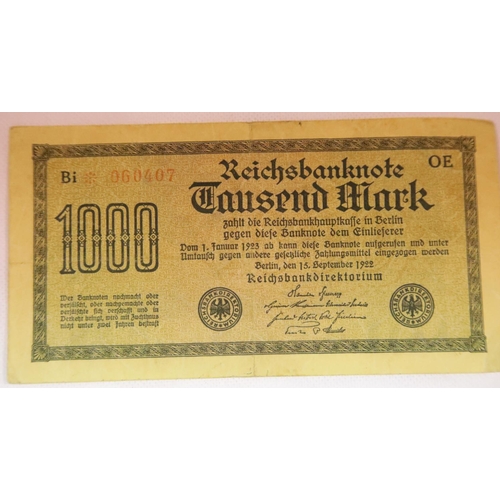 Bi * 060407
OE
Reichsbanknote
Tausend Mark
1000
zahlt die Reichsbankhauptkasse in Berlin
gegen diese Banknote dem Einlieferer
Vom 1. Januar 1923 ab kann diese Banknote aufgerufen und unter
Umtausch gegen andere gesetzliche Zahlungsmittel eingezogen werden
Berlin, den 15. September 1922
Reichsbankdirektorium
Wer Banknoten nachmacht oder
verfälscht, oder nachgemachte oder
verfälschte sich verschafft und in
Verkehr bringt, wird mit Zuchthaus
nicht unter zwei Jahren bestraft